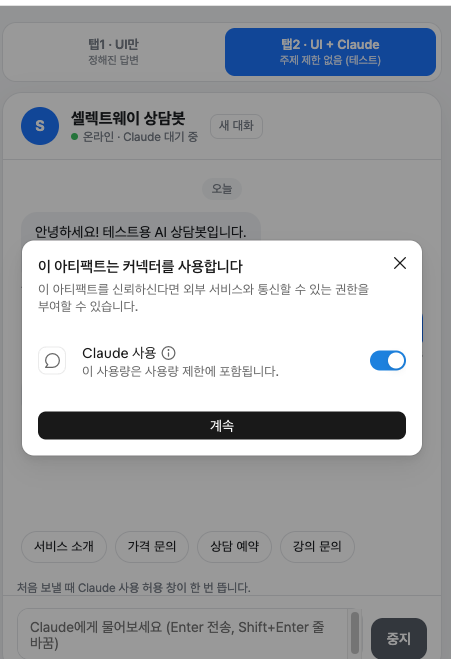 탭1 · UI만
정해진 답변
탭2 · UI + Claude
주제 제한 없음 (테스트)
S
셀렉트웨이 상담봇
온라인 · Claude 대기 중
새 대화
오늘
안녕하세요! 테스트용 AI 상담봇입니다.
이 아티팩트는 커넥터를 사용합니다
이 아티팩트를 신뢰하신다면 외부 서비스와 통신할 수 있는 권한을
부여할 수 있습니다.
Claude 사용
이 사용량은 사용량 제한에 포함됩니다.
계속
서비스 소개
가격 문의
상담 예약
강의 문의
처음 보낼 때 Claude 사용 허용 창이 한 번 뜹니다.
Claude에게 물어보세요 (Enter 전송, Shift+Enter 줄
바꿈)
중지